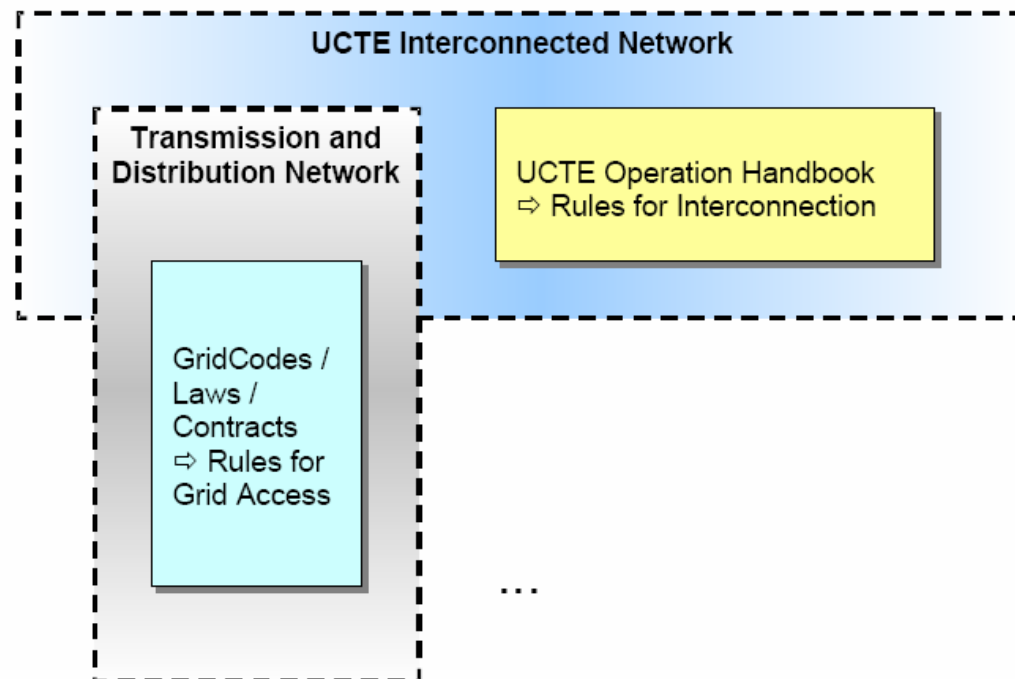 UCTE Interconnected Network
Transmission and
Distribution Network
UCTE Operation Handbook
⇨ Rules for Interconnection
GridCodes /
Laws /
Contracts
⇨ Rules for
Grid Access
...